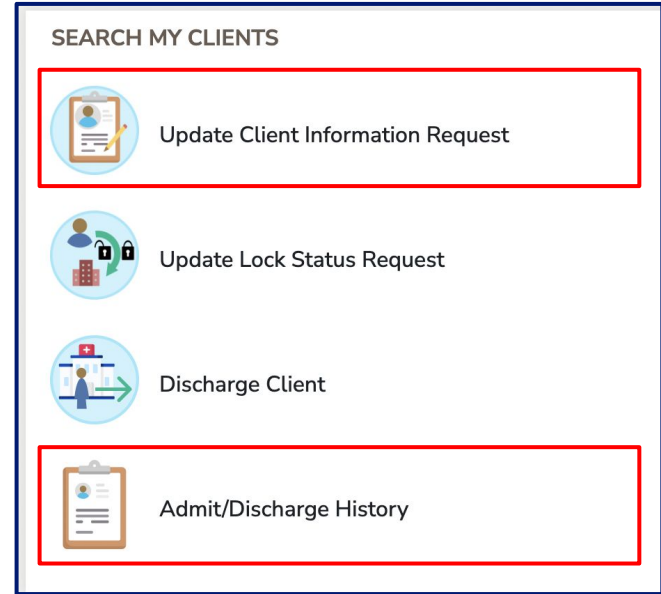 SEARCH MY CLIENTS
Update Client Information Request
Update Lock Status Request
Discharge Client
Admit/Discharge History